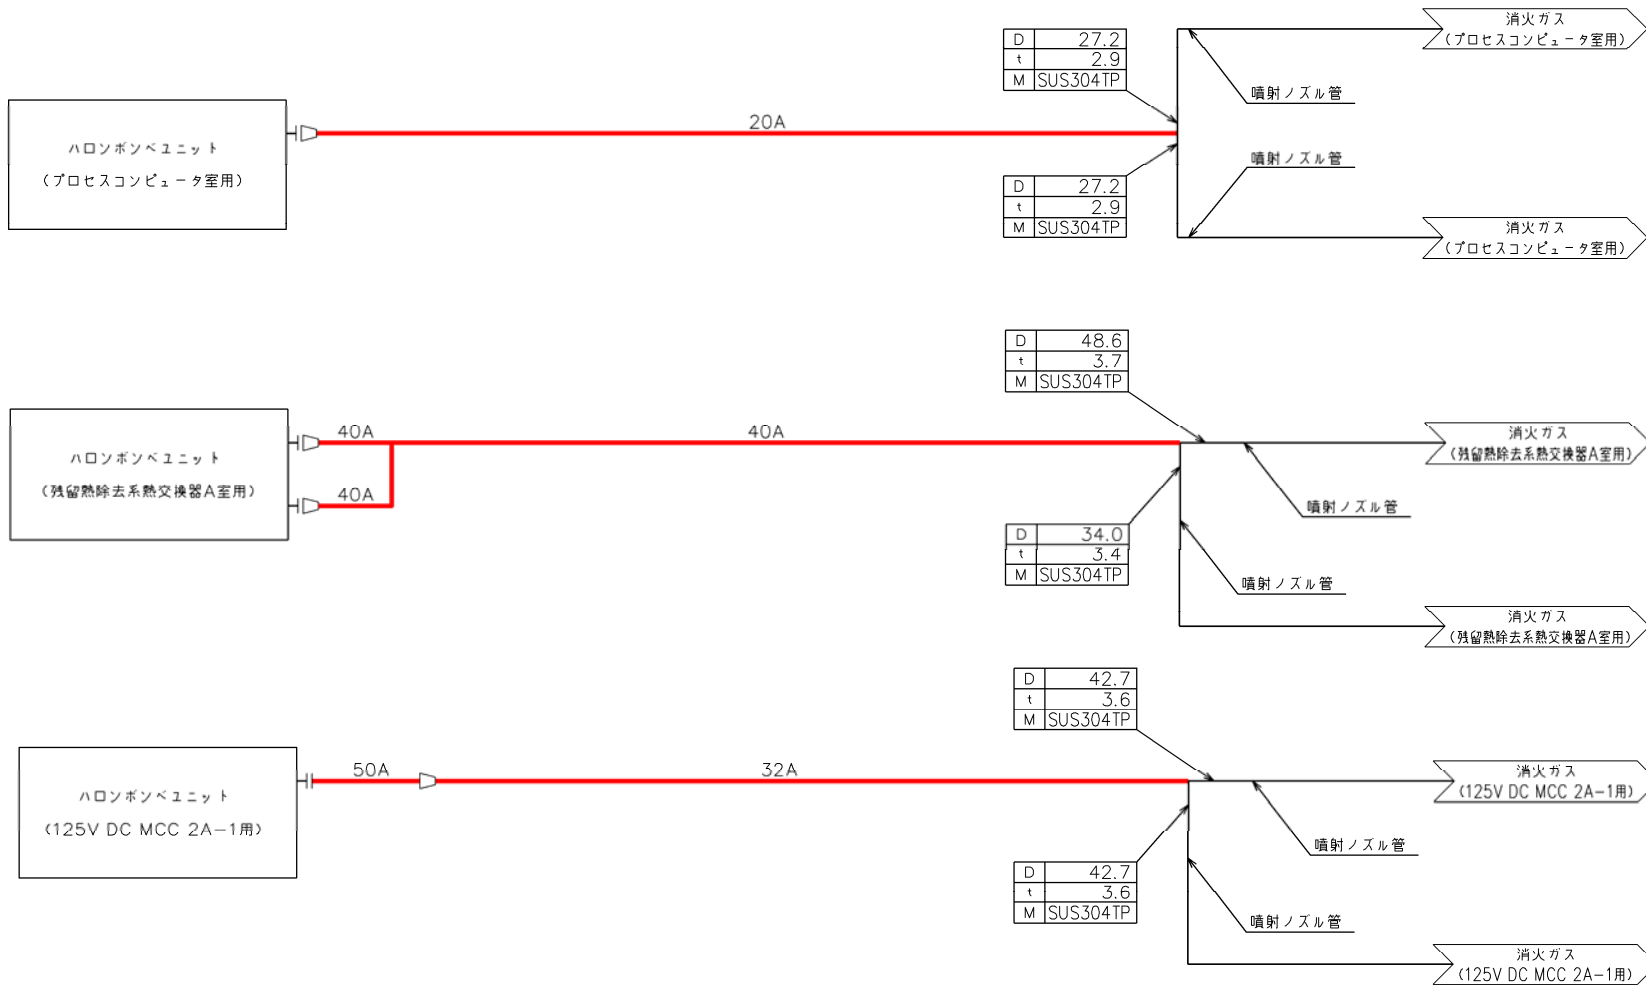 消火ガス
(プロセスコンピュータ室用)
D 27.2
t 2.9
M SUS304TP
噴射ノズル管
20A
ハロンボンベユニット
(プロセスコンピュータ室用)
噴射ノズル管
D 27.2
t 2.9
M SUS304TP
消火ガス
(プロセスコンピュータ室用)
D 48.6
t 3.7
M SUS304TP
40A
40A
消火ガス
(残留熱除去系熱交換器A室用)
ハロンボンベユニット
(残留熱除去系熱交換器A室用)
40A
噴射ノズル管
D 34.0
t 3.4
M SUS304TP
噴射ノズル管
消火ガス
(残留熱除去系熱交換器A室用)
D 42.7
t 3.6
M SUS304TP
50A
32A
消火ガス
(125V DC MCC 2A-1用)
ハロンボンベユニット
(125V DC MCC 2A-1用)
噴射ノズル管
D 42.7
t 3.6
M SUS304TP
噴射ノズル管
消火ガス
(125V DC MCC 2A-1用)